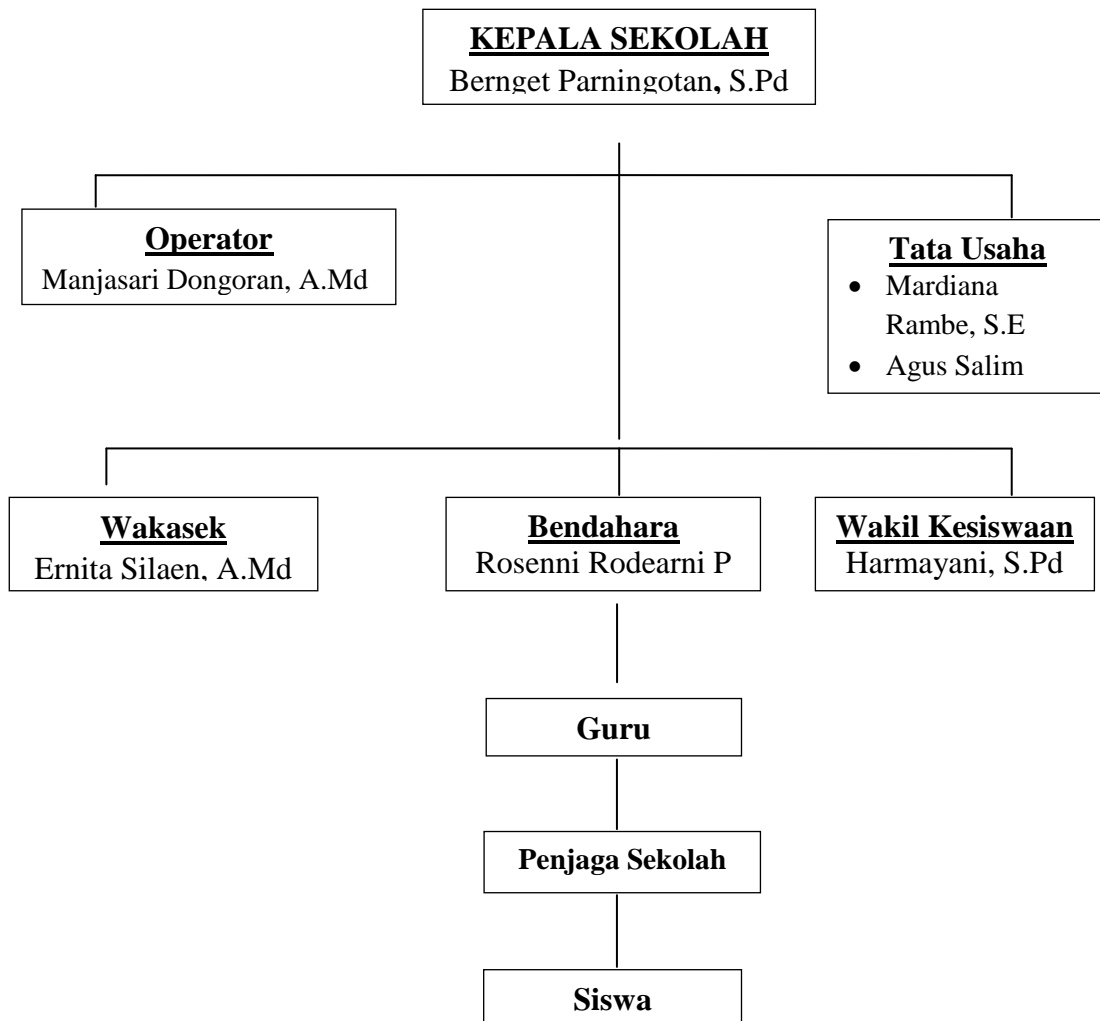 KEPALA SEKOLAH
Bernget Parningotan, S.Pd
Operator
Manjasari Dongoran, A.Md
Tata Usaha
• Mardiana
Rambe, S.E
• Agus Salim
Wakasek
Ernita Silaen, A.Md
Bendahara
Rosenni Rodearni P
Wakil Kesiswaan
Harmayani, S.Pd
Guru
Penjaga Sekolah
Siswa